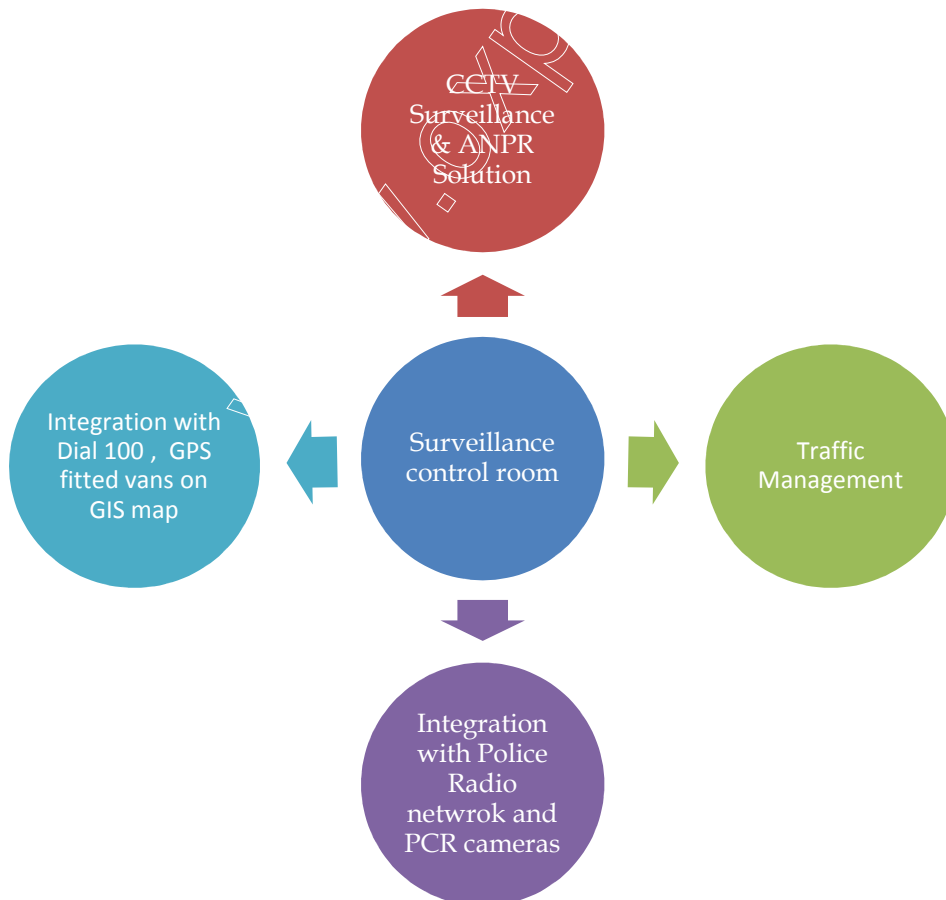 CCTV
Surveillance
& ANPR
Solution
Integration with
Dial 100 , GPS
fitted vans on
GIS map
Surveillance
control room
Traffic
Management
Integration
with Police
Radio
netwrok and
PCR cameras